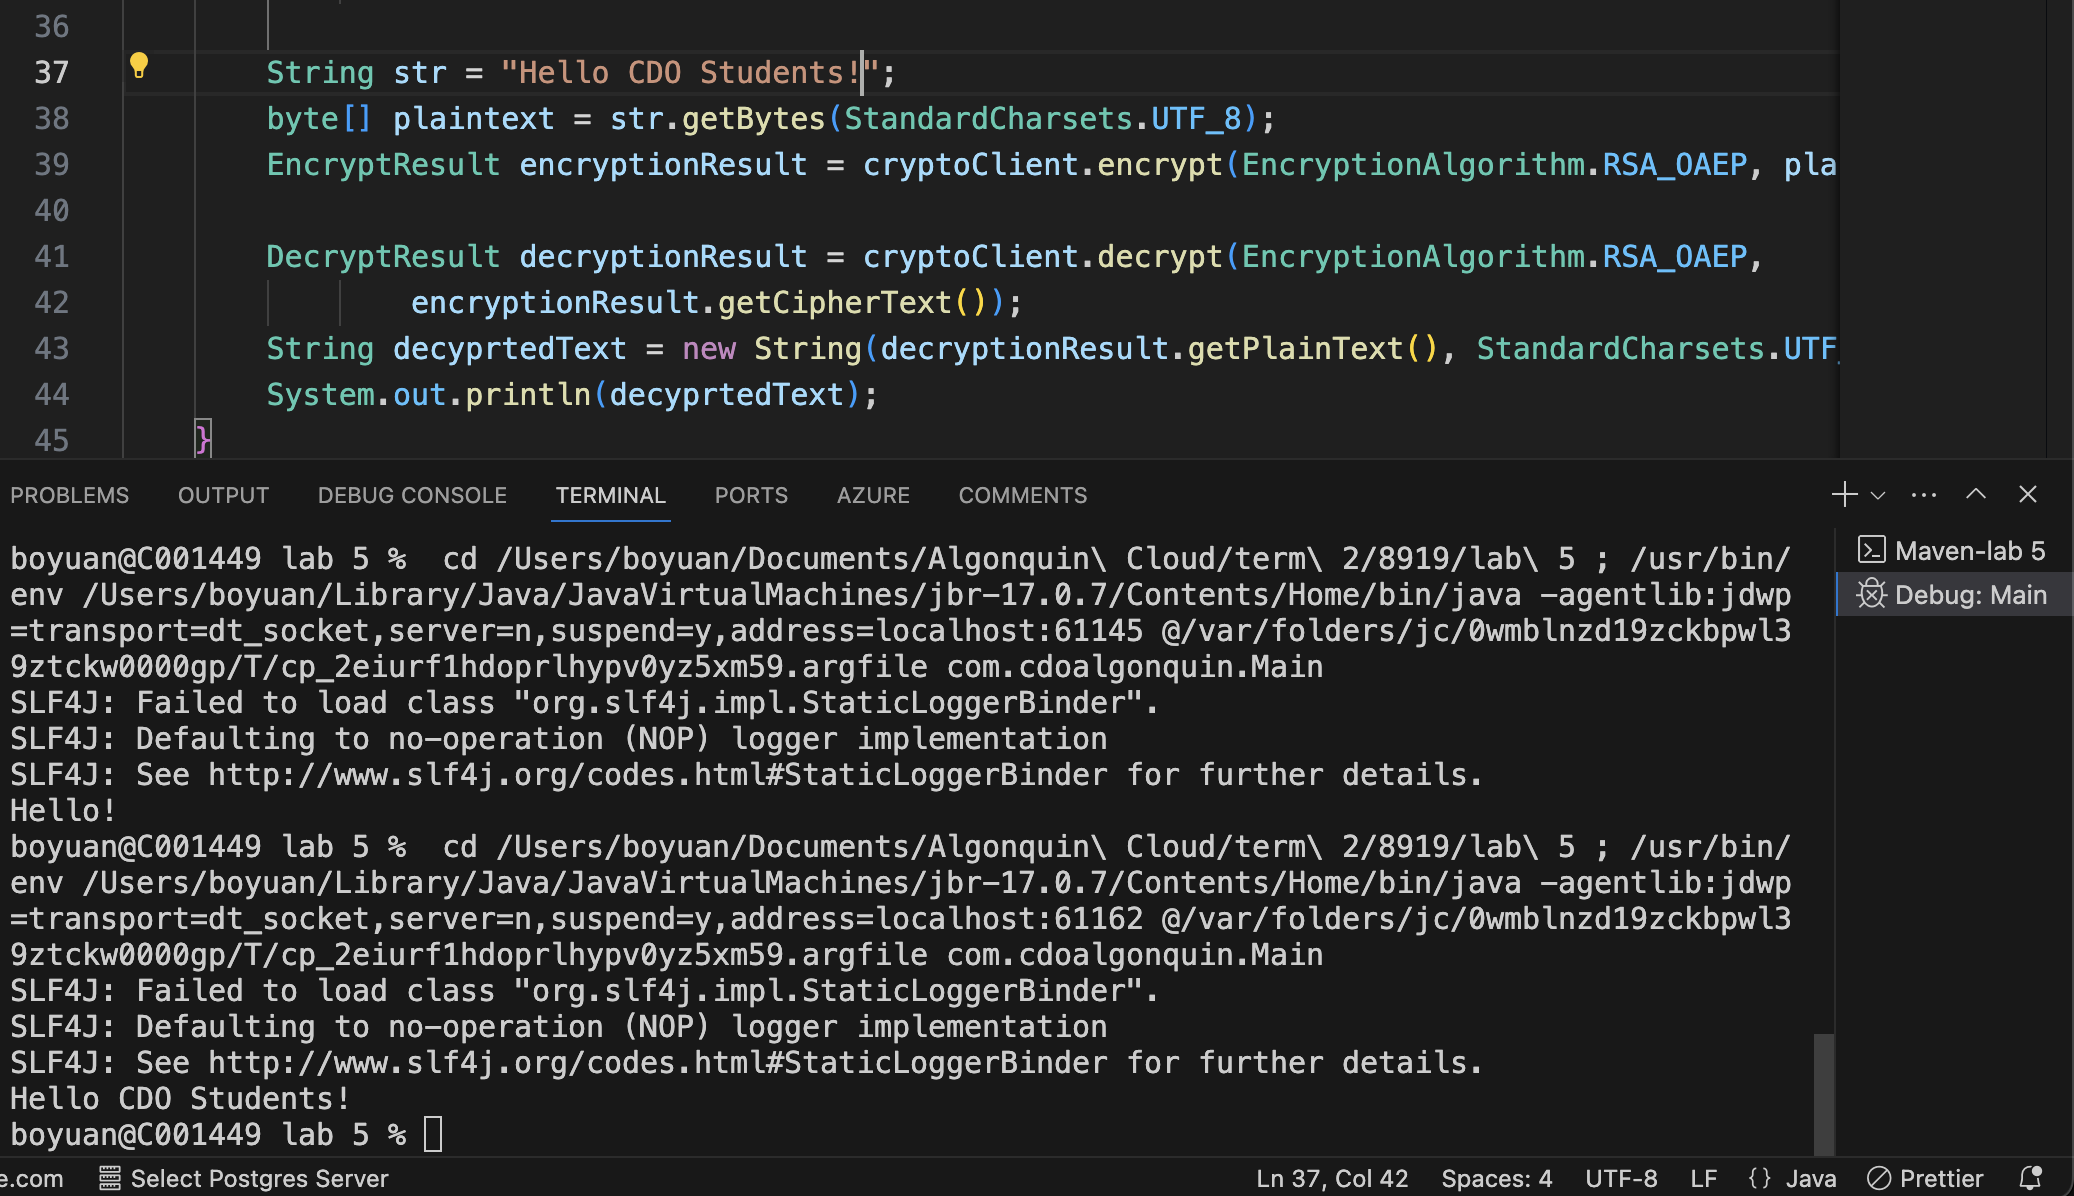 36
37 String str = "Hello CDO Students!";
38 byte[] plaintext = str.getBytes(StandardCharsets.UTF_8);
39 EncryptResult encryptionResult = cryptoClient.encrypt(EncryptionAlgorithm.RSA_OAEP, pla
40
41 DecryptResult decryptionResult = cryptoClient.decrypt(EncryptionAlgorithm.RSA_OAEP,
42 encryptionResult.getCipherText());
43 String decyprtedText = new String(decryptionResult.getPlainText(), StandardCharsets.UTF_
44 System.out.println(decyprtedText);
45 }
PROBLEMS OUTPUT DEBUG CONSOLE TERMINAL PORTS AZURE COMMENTS
boyuan@C001449 lab 5 %  cd /Users/boyuan/Documents/Algonquin\ Cloud/term\ 2/8919/lab\ 5 ; /usr/bin/
env /Users/boyuan/Library/Java/JavaVirtualMachines/jbr-17.0.7/Contents/Home/bin/java -agentlib:jdwp
=transport=dt_socket,server=n,suspend=y,address=localhost:61145 @/var/folders/jc/0wmblnzd19zckbpwl3
9ztckw0000gp/T/cp_2eiurf1hdoprlhypv0yz5xm59.argfile com.cdoalgonquin.Main
SLF4J: Failed to load class "org.slf4j.impl.StaticLoggerBinder".
SLF4J: Defaulting to no-operation (NOP) logger implementation
SLF4J: See http://www.slf4j.org/codes.html#StaticLoggerBinder for further details.
Hello!
boyuan@C001449 lab 5 %  cd /Users/boyuan/Documents/Algonquin\ Cloud/term\ 2/8919/lab\ 5 ; /usr/bin/
env /Users/boyuan/Library/Java/JavaVirtualMachines/jbr-17.0.7/Contents/Home/bin/java -agentlib:jdwp
=transport=dt_socket,server=n,suspend=y,address=localhost:61162 @/var/folders/jc/0wmblnzd19zckbpwl3
9ztckw0000gp/T/cp_2eiurf1hdoprlhypv0yz5xm59.argfile com.cdoalgonquin.Main
SLF4J: Failed to load class "org.slf4j.impl.StaticLoggerBinder".
SLF4J: Defaulting to no-operation (NOP) logger implementation
SLF4J: See http://www.slf4j.org/codes.html#StaticLoggerBinder for further details.
Hello CDO Students!
boyuan@C001449 lab 5 %
Maven-lab 5
Debug: Main
e.com Select Postgres Server Ln 37, Col 42 Spaces: 4 UTF-8 LF {} Java Prettier